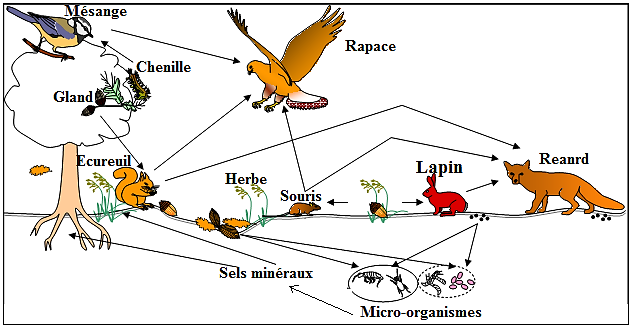 Mésange
Rapace
Chenille
Gland
Ecureuil
Herbe
Souris
Lapin
Reanrd
Sels minéraux
Micro-organismes